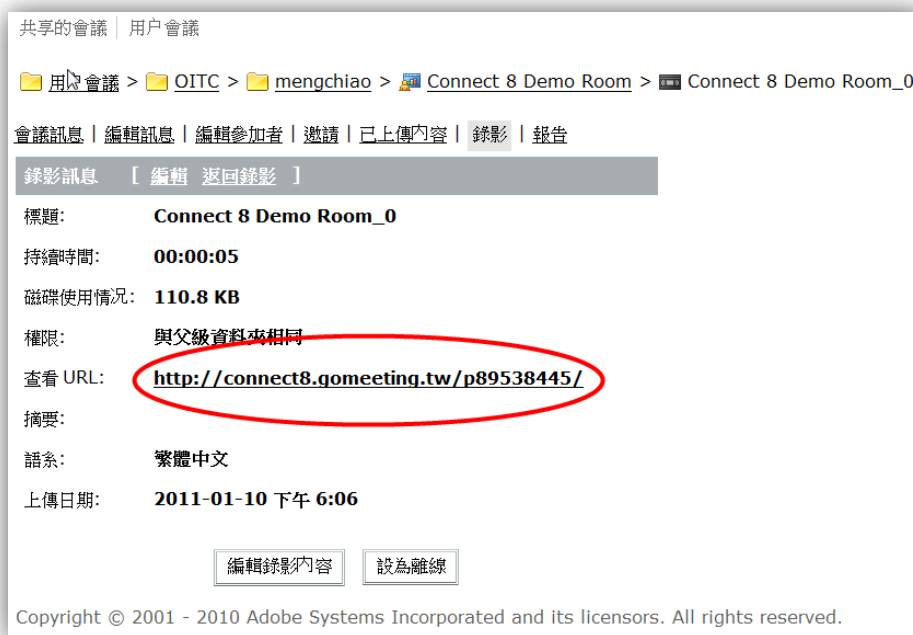 共享的會議 | 用户會議
用户會議 > OITC > mengchiao > Connect 8 Demo Room > Connect 8 Demo Room_0
會議訊息 | 編輯訊息 | 編輯參加者 | 邀請 | 已上傳內容 | 錄影 | 報告
錄影訊息 [ 編輯 返回錄影 ]
標題: Connect 8 Demo Room_0
持續時間: 00:00:05
磁碟使用情況: 110.8 KB
權限: 與父級資料夾相同
查看 URL: http://connect8.gomeeting.tw/p89538445/
摘要:
語系: 繁體中文
上傳日期: 2011-01-10 下午 6:06
編輯錄影內容 設為離線
Copyright © 2001 - 2010 Adobe Systems Incorporated and its licensors. All rights reserved.